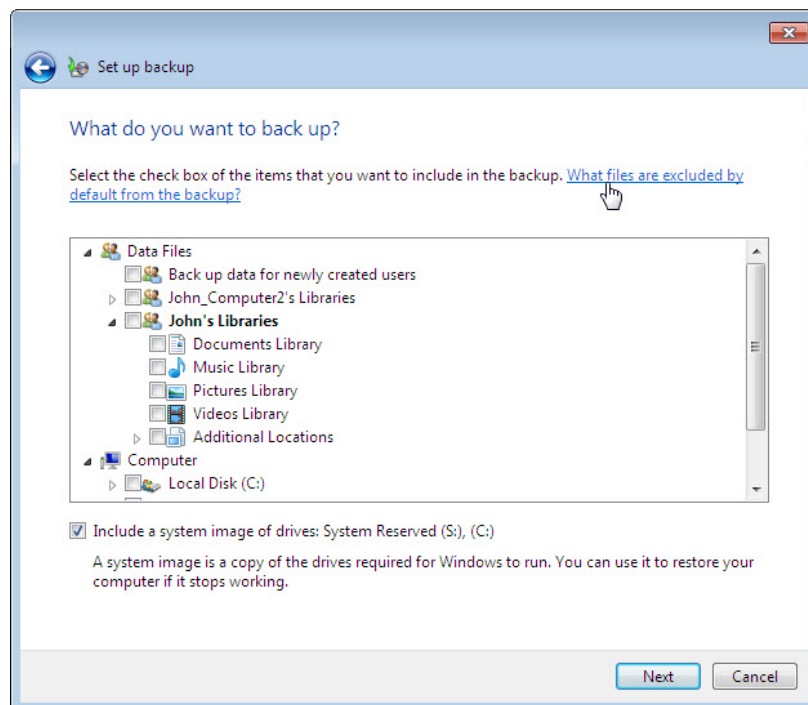 Set up backup
What do you want to back up?
Select the check box of the items that you want to include in the backup. What files are excluded by
default from the backup?
Data Files
Back up data for newly created users
John_Computer2's Libraries
John's Libraries
Documents Library
Music Library
Pictures Library
Videos Library
Additional Locations
Computer
Local Disk (C:)
Include a system image of drives: System Reserved (S:), (C:)
A system image is a copy of the drives required for Windows to run. You can use it to restore your
computer if it stops working.
Next
Cancel